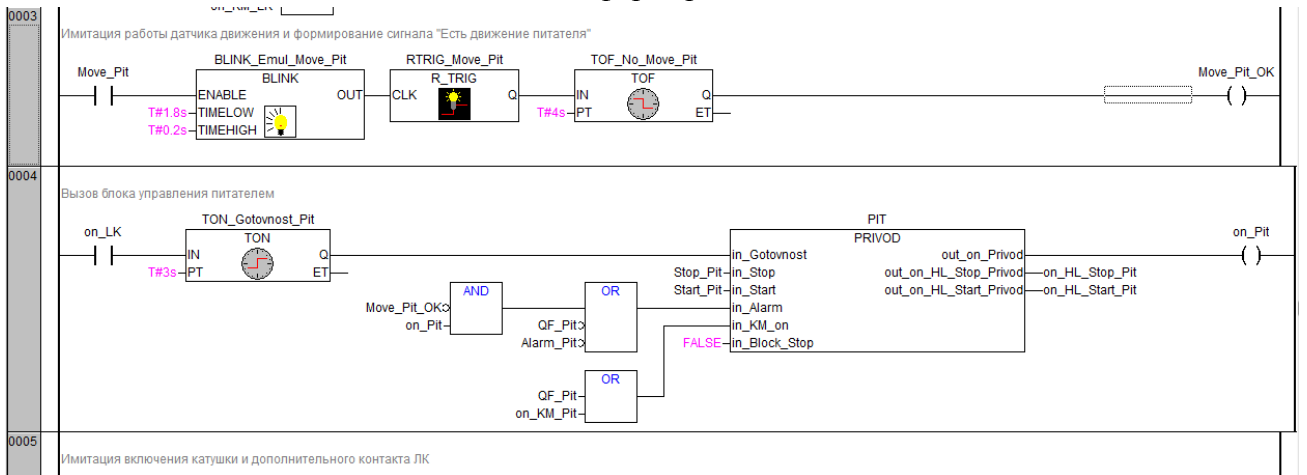 0003
Имитация работы датчика движения и формирование сигнала "Есть движение питателя"
BLINK_Emul_Move_Pit RTRIG_Move_Pit TOF_No_Move_Pit
Move_Pit BLINK R_TRIG TOF Move_Pit_OK
ENABLE OUT CLK Q IN Q
T#1.8s TIMELOW T#4s PT ET
T#0.2s TIMEHIGH
0004
Вызов блока управления питателем
TON_Gotovnost_Pit PIT
on_LK TON PRIVOD on_Pit
IN Q in_Gotovnost out_on_Privod
T#3s PT ET Stop_Pit in_Stop out_on_HL_Stop_Privod on_HL_Stop_Pit
AND OR Start_Pit in_Start out_on_HL_Start_Privod on_HL_Start_Pit
Move_Pit_OK in_Alarm
on_Pit QF_Pit in_KM_on
Alarm_Pit FALSE in_Block_Stop
OR
QF_Pit
on_KM_Pit
0005
Имитация включения катушки и дополнительного контакта ЛК